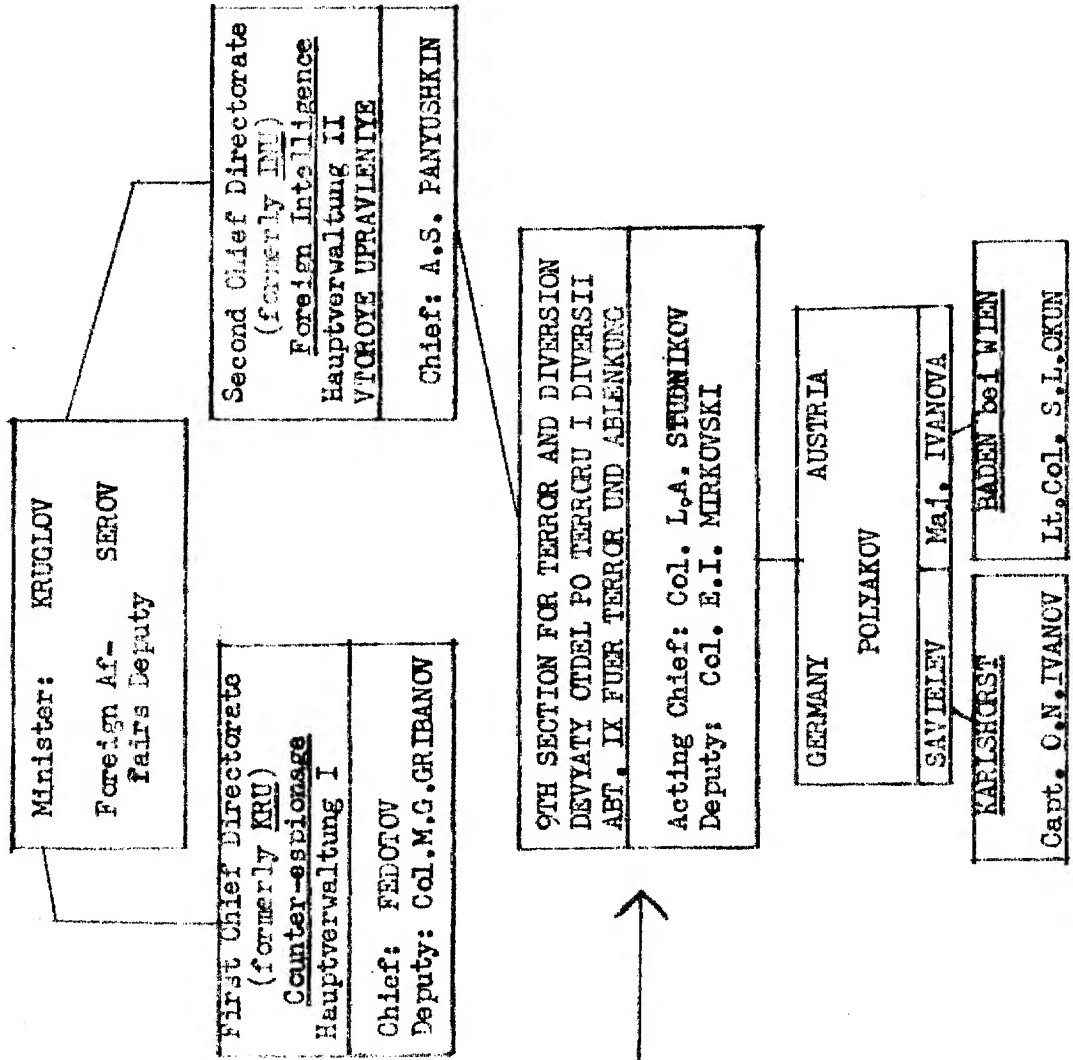 Minister: KRUGLOV
Foreign Af- SEROV
fairs Deputy
First Chief Directorate
(formerly KRU)
Counter-espionage
Hauptverwaltung I
Chief: FEDOTOV
Deputy: Col.M.G.GRIBANOV
Second Chief Directorate
(formerly INU)
Foreign Intelligence
Hauptverwaltung II
VTOROYE UPRAVLENIYE
Chief: A.S. PANYUSHKIN
9TH SECTION FOR TERROR AND DIVERSION
DEVYATY OTDEL PO TERRORU I DIVERSII
ABT. IX FUER TERROR UND ABLENKUNG
Acting Chief: Col. L.A. STUDNIKOV
Deputy: Col. E.I. MIRKOVSKI
GERMANY AUSTRIA
POLYAKOV
SAVIELEV Maj. IVANOVA
KARLSHORST
Capt. O.N.IVANOV
BADEN bei WIEN
Lt.Col. S.L.OKUN